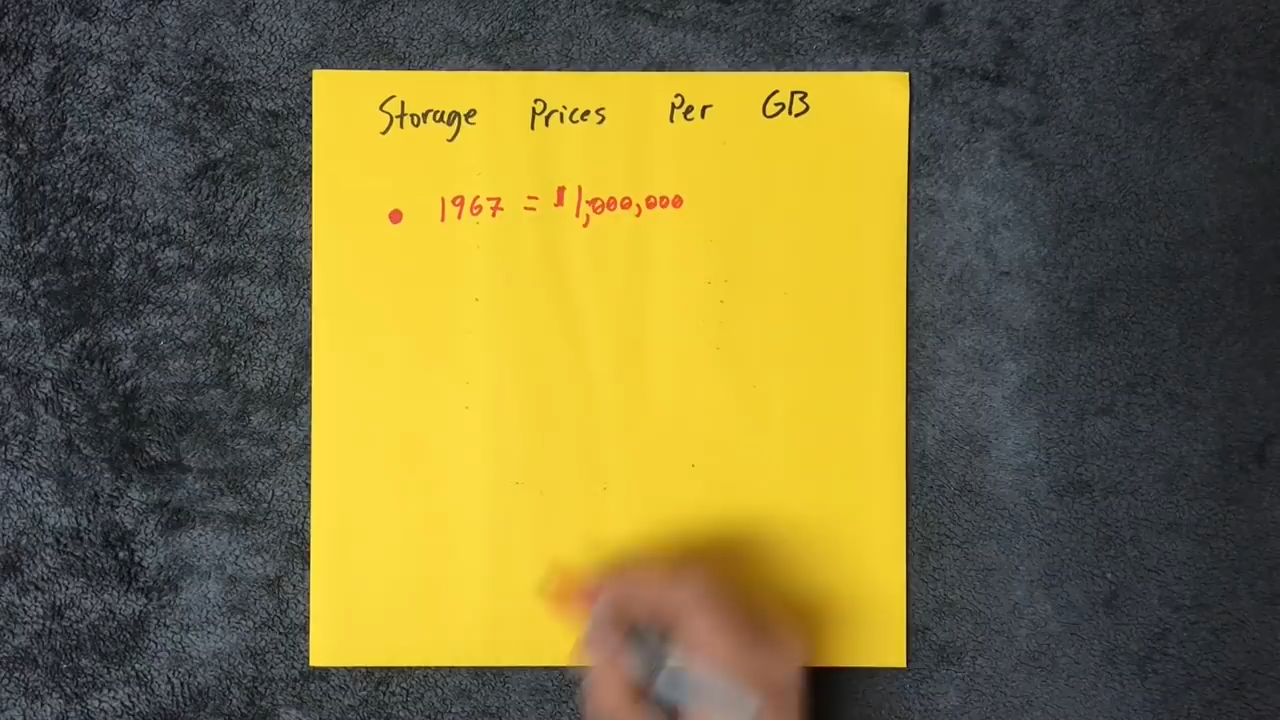 Storage Prices Per GB
• 1967 = $1,000,000